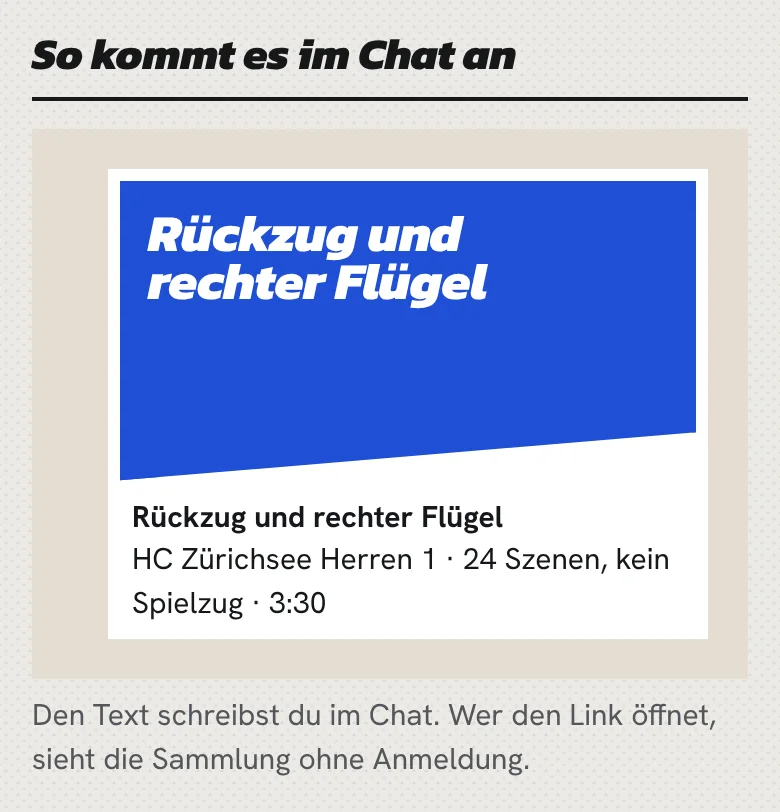 So kommt es im Chat an
Rückzug und
rechter Flügel
Rückzug und rechter Flügel
HC Zürichsee Herren 1 · 24 Szenen, kein
Spielzug · 3:30
Den Text schreibst du im Chat. Wer den Link öffnet,
sieht die Sammlung ohne Anmeldung.